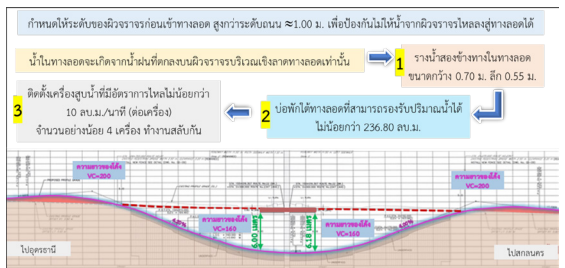 กำหนดให้ระดับของผิวจราจรก่อนเข้าทางลอด สูงกว่าระดับถนน ≈1.00 ม. เพื่อป้องกันไม่ให้น้ำจากผิวจราจรไหลลงสู่ทางลอดได้
น้ำในทางลอดจะเกิดจากน้ำฝนที่ตกลงบนผิวจราจรบริเวณเชิงลาดทางลอดเท่านั้น
1
รางน้ำสองข้างทางในทางลอด
ขนาดกว้าง 0.70 ม. ลึก 0.55 ม.
2
บ่อพักใต้ทางลอดที่สามารถรองรับปริมาณน้ำได้
ไม่น้อยกว่า 236.80 ลบ.ม.
3
ติดตั้งเครื่องสูบน้ำที่มีอัตราการไหลไม่น้อยกว่า
10 ลบ.ม./นาที (ต่อเครื่อง)
จำนวนอย่างน้อย 4 เครื่อง ทำงานสลับกัน
ความยาวของโค้ง
VC=200
ความยาวของโค้ง
VC=200
ความยาวของโค้ง
VC=160
6.00 เมตร
6.18 เมตร
ความยาวของโค้ง
VC=160
ไปอุดรธานี
ไปสกลนคร